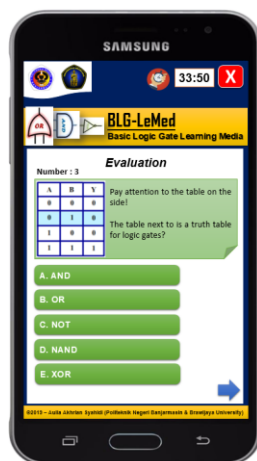 SAMSUNG
33:50 X
OR
AND
BLG-LeMed
Basic Logic Gate Learning Media
Evaluation
Number : 3
A B Y
0 0 0
0 1 0
1 0 0
1 1 1
Pay attention to the table on the
side!
The table next to is a truth table
for logic gates?
A. AND
B. OR
C. NOT
D. NAND
E. XOR
©2015 – Aulia Akhrian Syahidi (Politeknik Negeri Banjarmasin & Brawijaya University)